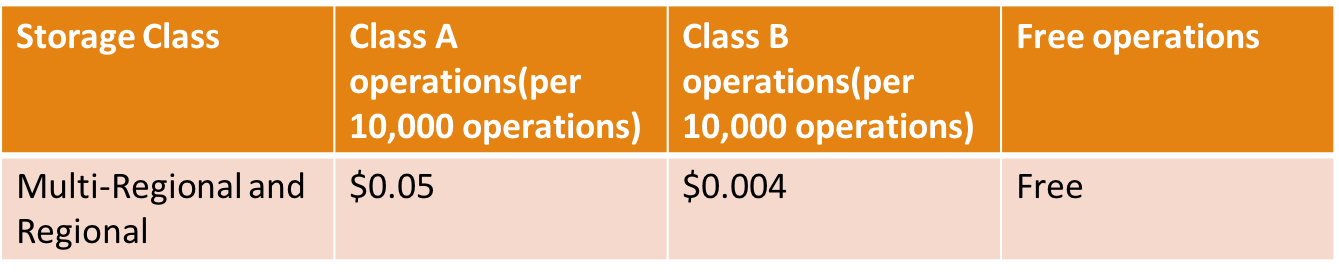 Storage Class
Class A
operations(per
10,000 operations)
Class B
operations(per
10,000 operations)
Free operations
Multi-Regional and
Regional
$0.05
$0.004
Free